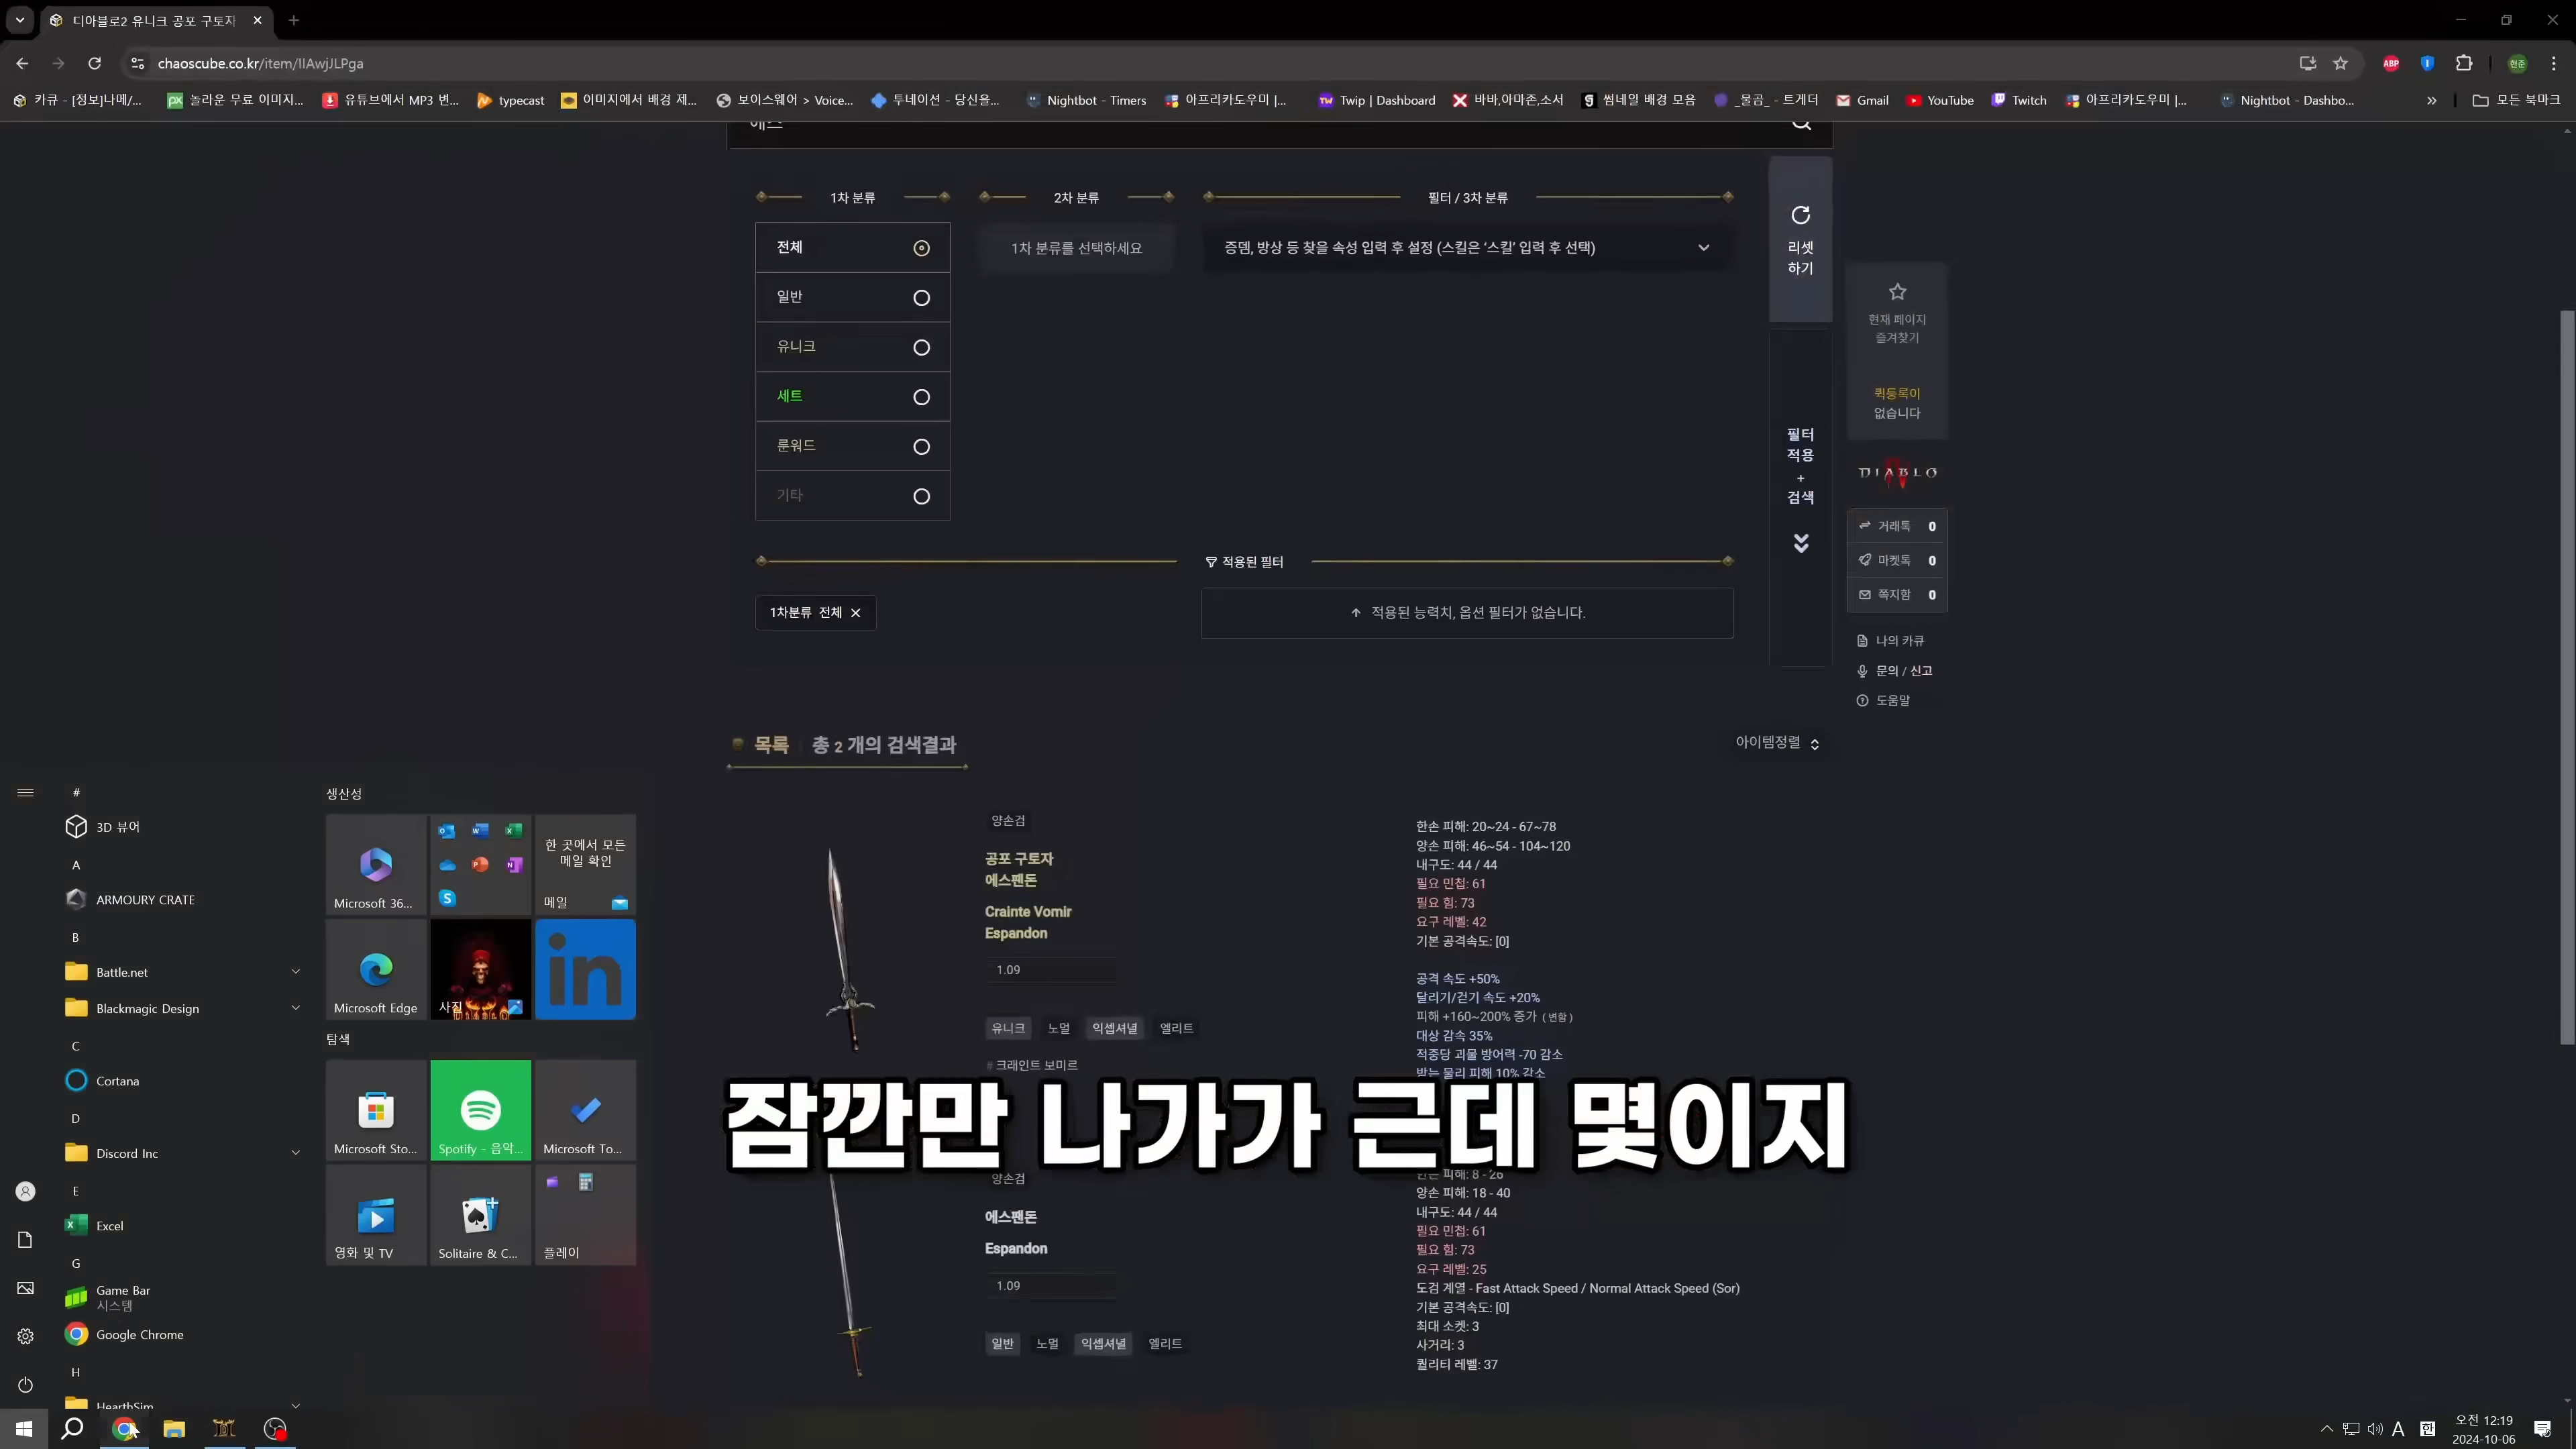 디아블로2 유니크 공포 구토자
chaoscube.co.kr/item/IIAwjJLPga
ABP
현준
카큐 - [정보]나메/...
놀라운 무료 이미지...
유튜브에서 MP3 변...
typecast
이미지에서 배경 제...
보이스웨어 > Voice...
투네이션 - 당신을...
Nightbot - Timers
아프리카도우미 |...
Twip | Dashboard
바바,아마존,소서
썸네일 배경 모음
_물곰_ - 트게더
Gmail
YouTube
Twitch
아프리카도우미 |...
Nightbot - Dashbo...
모든 북마크
1차 분류
2차 분류
필터 / 3차 분류
전체
1차 분류를 선택하세요
증뎀, 방상 등 찾을 속성 입력 후 설정 (스킬은 '스킬' 입력 후 선택)
리셋
하기
일반
유니크
세트
룬워드
기타
현재 페이지
즐겨찾기
퀵등록이
없습니다
필터
적용
+
검색
DIABLO
거래톡 0
마켓톡 0
쪽지함 0
나의 카큐
문의 / 신고
도움말
적용된 필터
1차분류 전체
적용된 능력치, 옵션 필터가 없습니다.
목록
총 2 개의 검색결과
아이템정렬
양손검
공포 구토자
에스펜돈
Crainte Vomir
Espandon
1.09
유니크 노멀 익셉셔널 엘리트
#크레인트 보미르
한손 피해: 20~24 - 67~78
양손 피해: 46~54 - 104~120
내구도: 44 / 44
필요 민첩: 61
필요 힘: 73
요구 레벨: 42
기본 공격속도: [0]
공격 속도 +50%
달리기/걷기 속도 +20%
피해 +160~200% 증가 ( 변함 )
대상 감속 35%
적중당 괴물 방어력 -70 감소
받는 물리 피해 10% 감소
잠깐만 나가가 근데 몇이지
양손검
에스펜돈
Espandon
1.09
일반 노멀 익셉셔널 엘리트
한손 피해: 8 - 26
양손 피해: 18 - 40
내구도: 44 / 44
필요 민첩: 61
필요 힘: 73
요구 레벨: 25
도검 계열 - Fast Attack Speed / Normal Attack Speed (Sor)
기본 공격속도: [0]
최대 소켓: 3
사거리: 3
퀄리티 레벨: 37
#
3D 뷰어
A
ARMOURY CRATE
B
Battle.net
Blackmagic Design
C
Cortana
D
Discord Inc
E
Excel
G
Game Bar
시스템
Google Chrome
H
HearthSim
생산성
Microsoft 36...
한 곳에서 모든
메일 확인
메일
Microsoft Edge
사진
in
탐색
Microsoft Sto...
Spotify - 음악...
Microsoft To...
영화 및 TV
Solitaire & C...
플레이
A
한
오전 12:19
2024-10-06